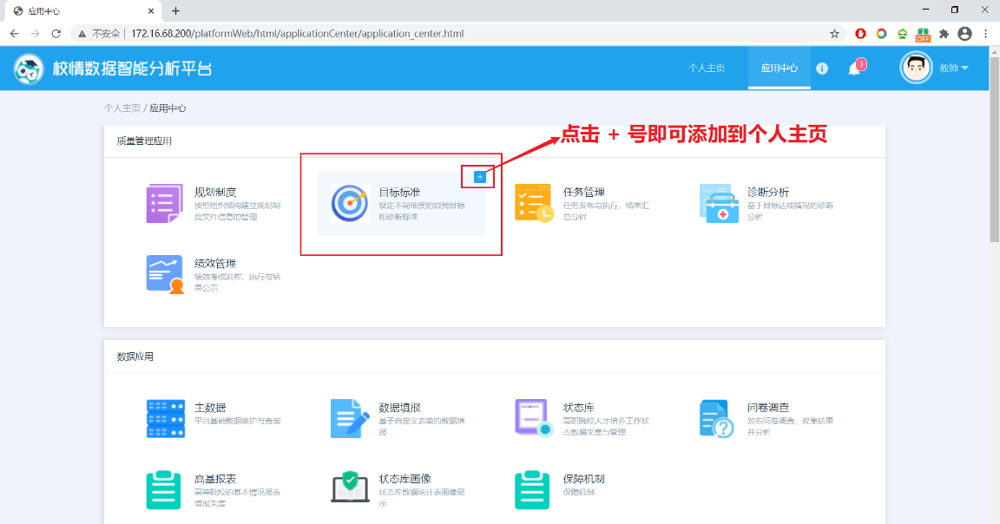 应用中心
不安全
172.16.68.200/platformWeb/html/applicationCenter/application_center.html
OFF
校情数据智能分析平台
个人主页
应用中心
3
教师
个人主页 / 应用中心
点击 + 号即可添加到个人主页
质量管理应用
规划制度
按照组织结构建立规划制
度文件信息的管理
目标标准
设定不同维度的自我目标
和诊断标准
任务管理
任务发布与执行，结果汇
总分析
诊断分析
基于目标达成情况的诊断
分析
绩效管理
绩效考核发布、执行与结
果公示
数据应用
主数据
平台基础数据维护与查询
数据填报
基于自定义表单的数据填
报
状态库
高职院校人才培养工作状
态数据采集与管理
问卷调查
发布问卷调查，收集结果
并分析
高基报表
高等院校的基本情况报表
填报采集
状态库画像
状态库数据统计表画像展
示
保障机制
保障机制